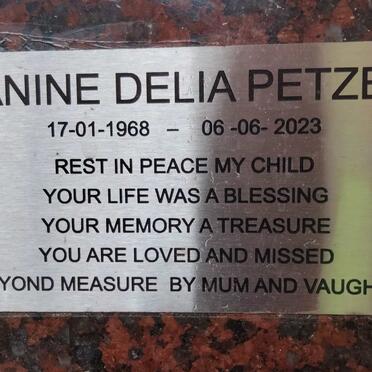 ANINE DELIA PETZE
17-01-1968 – 06 -06- 2023
REST IN PEACE MY CHILD
YOUR LIFE WAS A BLESSING
YOUR MEMORY A TREASURE
YOU ARE LOVED AND MISSED
YOND MEASURE BY MUM AND VAUGH